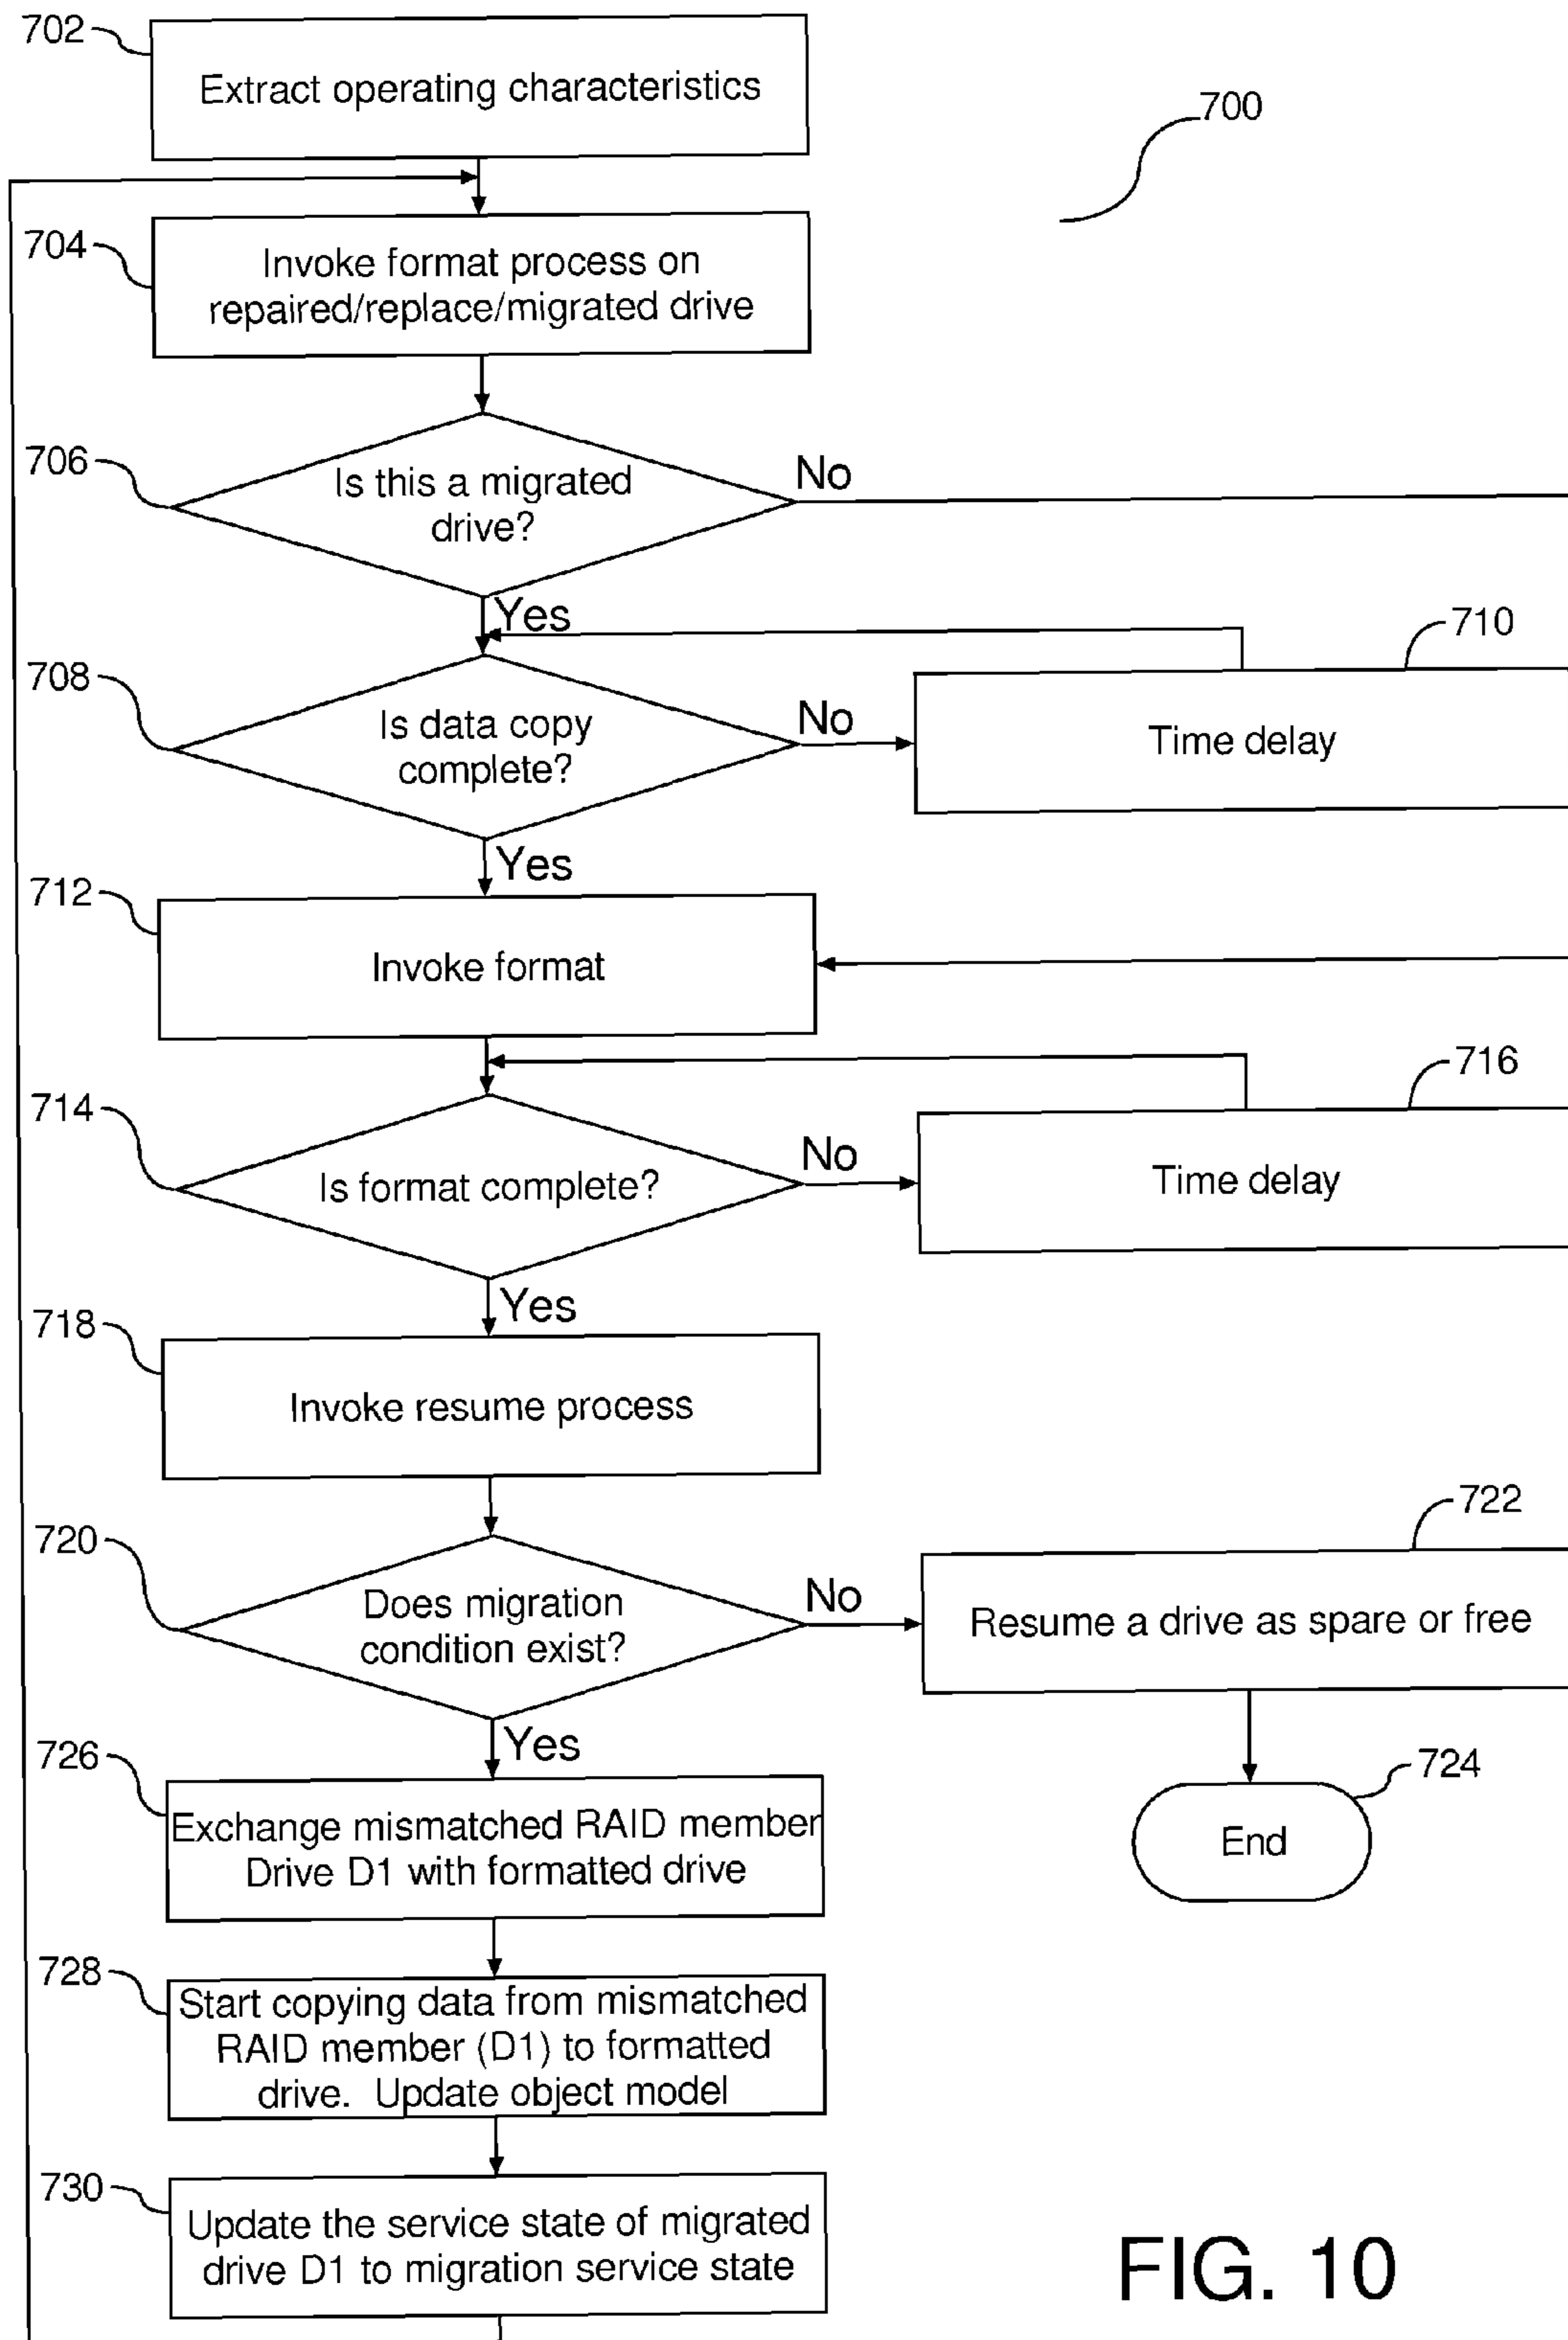 702
Extract operating characteristics
700
704
Invoke format process on
repaired/replace/migrated drive
706
Is this a migrated
drive?
No
Yes
708
Is data copy
complete?
No
710
Time delay
Yes
712
Invoke format
714
Is format complete?
No
716
Time delay
Yes
718
Invoke resume process
720
Does migration
condition exist?
No
722
Resume a drive as spare or free
724
End
Yes
726
Exchange mismatched RAID member
Drive D1 with formatted drive
728
Start copying data from mismatched
RAID member (D1) to formatted
drive. Update object model
730
Update the service state of migrated
drive D1 to migration service state
FIG. 10